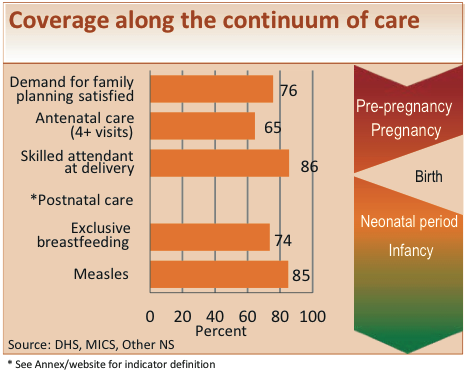 Coverage along the continuum of care
Demand for family
planning satisfied
76
Antenatal care
(4+ visits)
65
Skilled attendant
at delivery
86
*Postnatal care
Exclusive
breastfeeding
74
Measles
85
0 20 40 60 80 100
Percent
Pre-pregnancy
Pregnancy
Birth
Neonatal period
Infancy
Source: DHS, MICS, Other NS
* See Annex/website for indicator definition